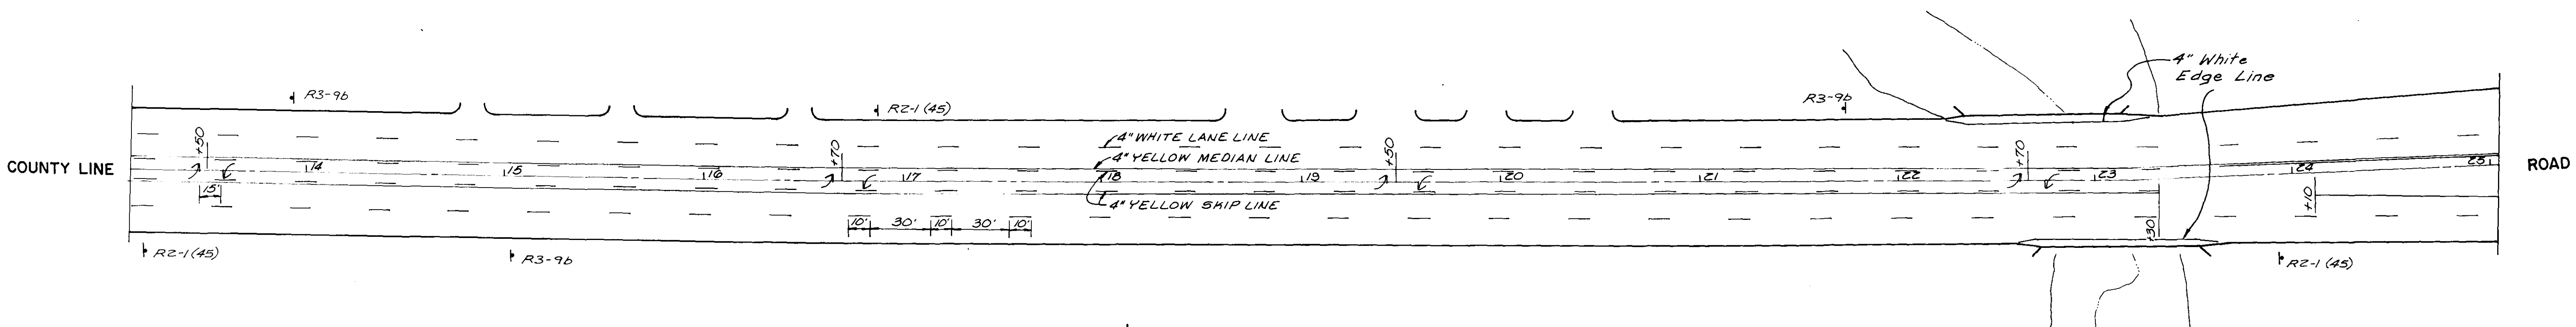 4" White
Edge Line
R3-9b
R2-1 (45)
R3-9b
+50
+70
4" WHITE LANE LINE
4" YELLOW MEDIAN LINE
+50
+70
COUNTY LINE
14
15
16
17
18
19
20
21
22
23
24
25
ROAD
15'
4" YELLOW SKIP LINE
+10
10'
30'
10'
30'
10'
+30
R2-1 (45)
R3-9b
R2-1 (45)